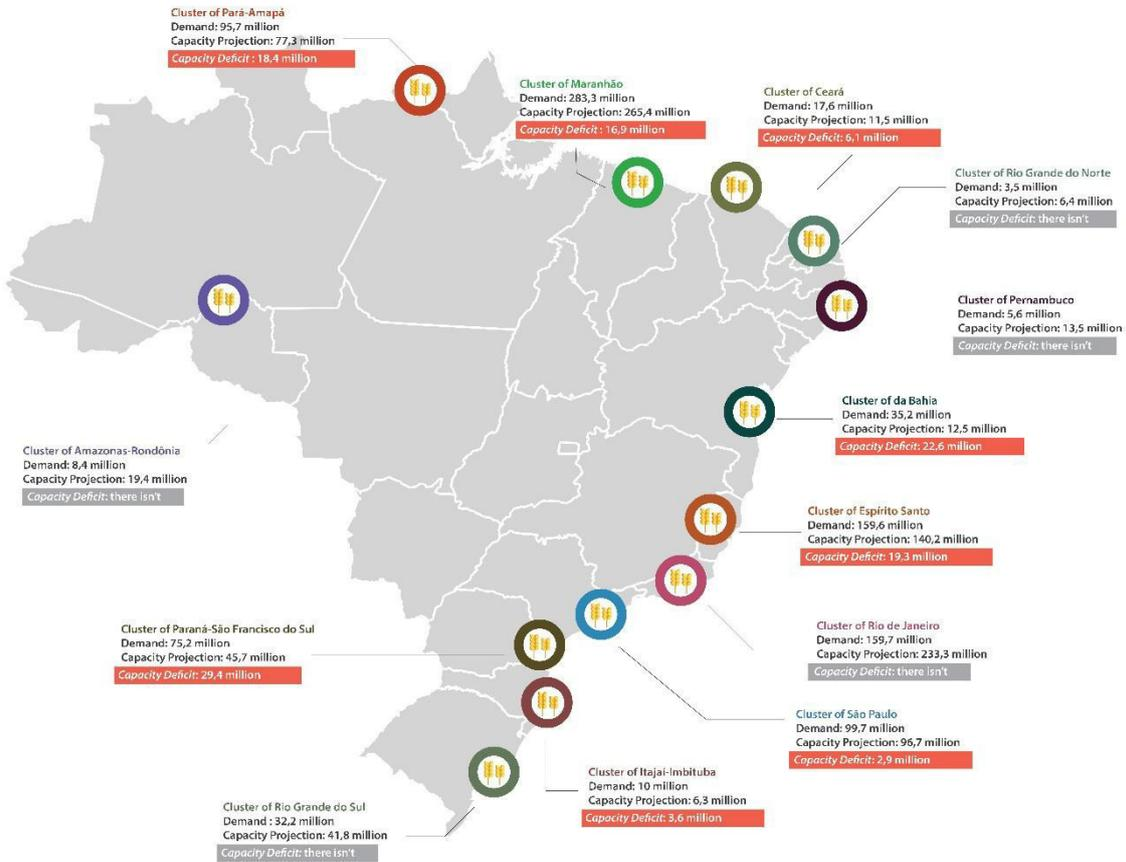 Cluster of Pará-Amapá
Demand: 95,7 million
Capacity Projection: 77,3 million
Capacity Deficit : 18,4 million
Cluster of Maranhão
Demand: 283,3 million
Capacity Projection: 265,4 million
Capacity Deficit : 16,9 million
Cluster of Ceará
Demand: 17,6 million
Capacity Projection: 11,5 million
Capacity Deficit: 6,1 million
Cluster of Rio Grande do Norte
Demand: 3,5 million
Capacity Projection: 6,4 million
Capacity Deficit: there isn't
Cluster of Pernambuco
Demand: 5,6 million
Capacity Projection: 13,5 million
Capacity Deficit: there isn't
Cluster of da Bahia
Demand: 35,2 million
Capacity Projection: 12,5 million
Capacity Deficit: 22,6 million
Cluster of Amazonas-Rondônia
Demand: 8,4 million
Capacity Projection: 19,4 million
Capacity Deficit: there isn't
Cluster of Espírito Santo
Demand: 159,6 million
Capacity Projection: 140,2 million
Capacity Deficit: 19,3 million
Cluster of Rio de Janeiro
Demand: 159,7 million
Capacity Projection: 233,3 million
Capacity Deficit: there isn't
Cluster of Paraná-São Francisco do Sul
Demand: 75,2 million
Capacity Projection: 45,7 million
Capacity Deficit: 29,4 million
Cluster of São Paulo
Demand: 99,7 million
Capacity Projection: 96,7 million
Capacity Deficit: 2,9 million
Cluster of Itajaí-Imbituba
Demand: 10 million
Capacity Projection: 6,3 million
Capacity Deficit: 3,6 million
Cluster of Rio Grande do Sul
Demand : 32,2 million
Capacity Projection: 41,8 million
Capacity Deficit: there isn't